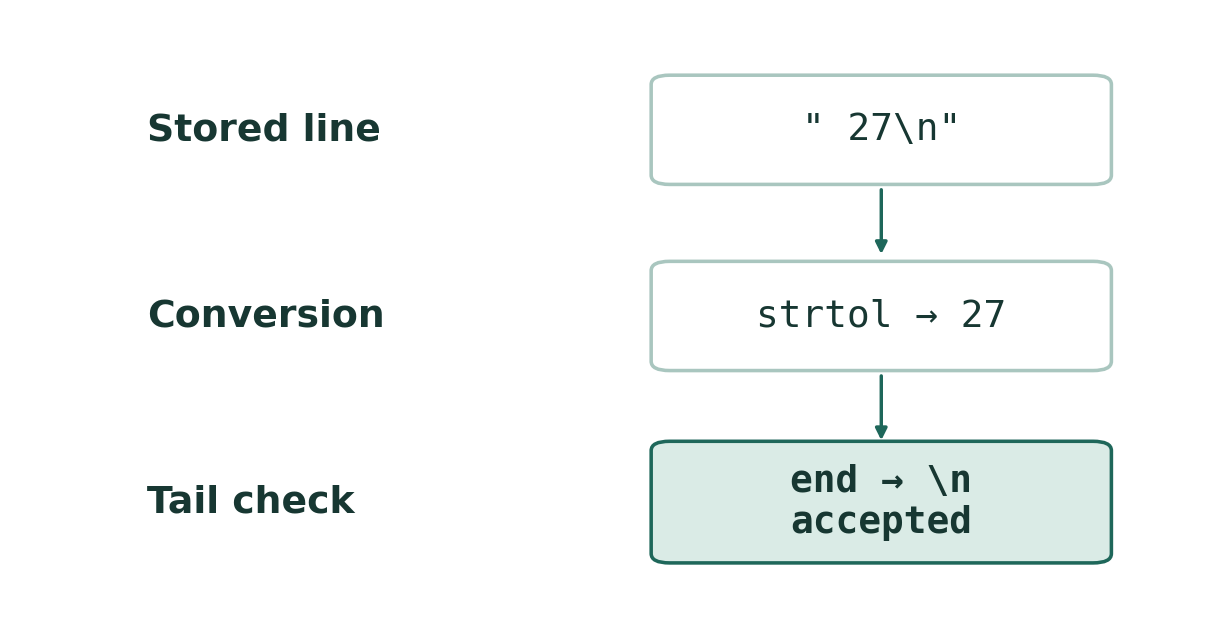 Stored line
" 27\n"
Conversion
strtol → 27
Tail check
end → \n
accepted